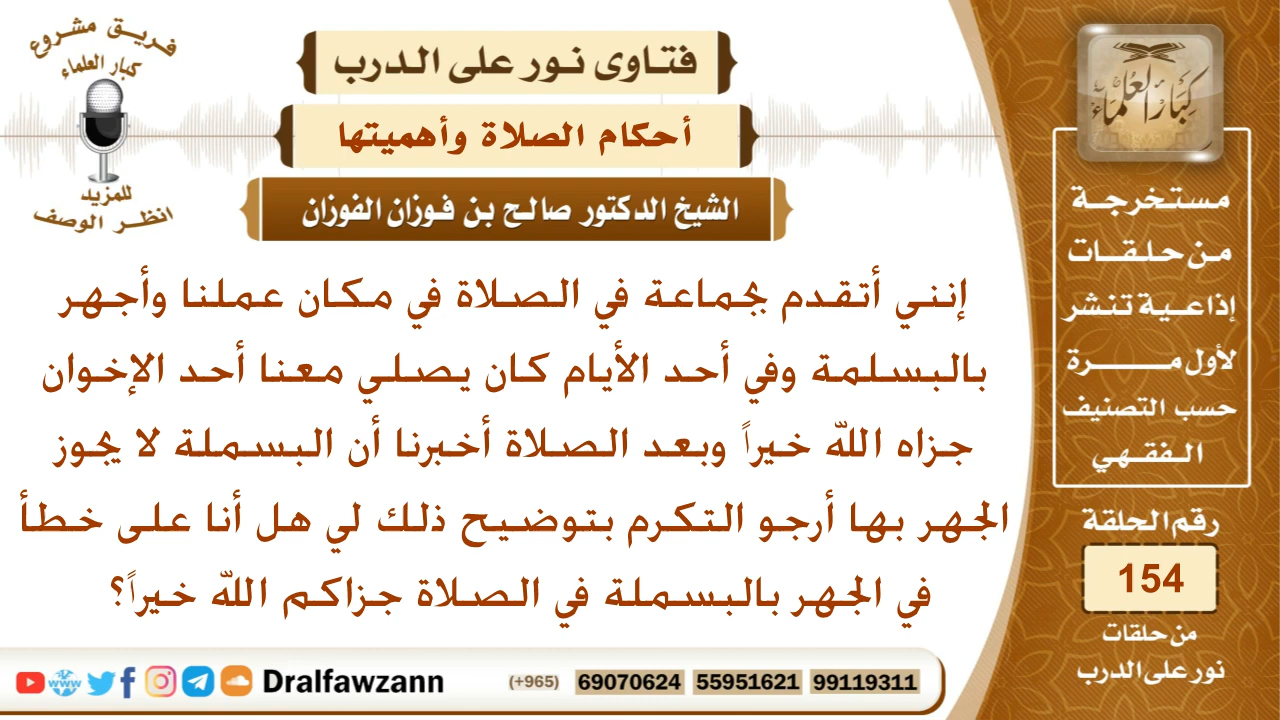 فريق مشروع
كبار العلماء
للمزيد
انظر الوصف
فتاوى نور على الدرب
أحكام الصلاة وأهميتها
الشيخ الدكتور صالح بن فوزان الفوزان
إنني أتقدم بجماعة في الصلاة في مكان عملنا وأجهر
بالبسلمة وفي أحد الأيام كان يصلي معنا أحد الإخوان
جزاه الله خيراً وبعد الصلاة أخبرنا أن البسملة لا يجوز
الجهر بها أرجو التكرم بتوضيح ذلك لي هل أنا على خطأ
في الجهر بالبسملة في الصلاة جزاكم الله خيراً؟
كبار العلماء
مستخرجة
من حلقات
إذاعية تنشر
لأول مرة
حسب التصنيف
الفقهي
رقم الحلقة
154
من حلقات
نور على الدرب
www Dralfawzann (+965) 69070624 55951621 99119311